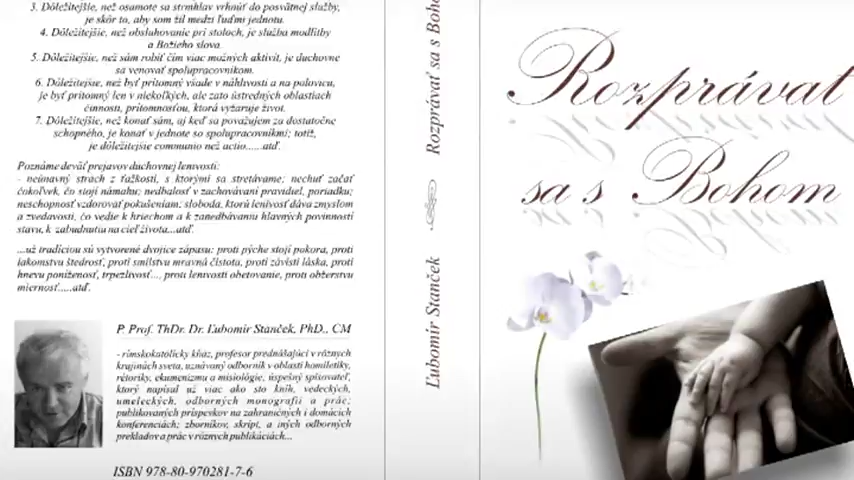 3. Dôležitejšie, než osamote sa strmhlav vrhnúť do posvätnej služby,
je skôr to, aby som žil medzi ľuďmi jednotu.
4. Dôležitejšie, než obsluhovanie pri stoloch, je služba modlitby
a Božieho slova.
5. Dôležitejšie, než sám robiť čím viac možných aktivít, je duchovne
sa venovať spolupracovníkom.
6. Dôležitejšie, než byť prítomný všade v náhlivosti a na polovicu,
je byť prítomný len v niekoľkých, ale zato ústredných oblastiach
činnosti, prítomnosťou, ktorá vyžaruje život.
7. Dôležitejšie, než konať sám, aj keď sa považujem za dostatočne
schopného, je konať v jednote so spolupracovníkmi; totiž,
je dôležitejšie communio než actio......atď.
Poznáme deväť prejavov duchovnej lenivosti:
- neúnavný strach z ťažkostí, s ktorými sa stretávame; nechuť začať
čokoľvek, čo stojí námahu; nedbalosť v zachovávaní pravidiel, poriadku;
neschopnosť vzdorovať pokušeniam; sloboda, ktorú lenivosť dáva zmyslom
a zvedavosti, čo vedie k hriechom a k zanedbávaniu hlavných povinností
stavu, k zabudnutiu na cieľ života...atď.
...už tradíciou sú vytvorené dvojice zápasu: proti pýche stojí pokora, proti
lakomstvu štedrosť, proti smilstvu mravná čistota, proti závisti láska, proti
hnevu poníženosť, trpezlivosť..., proti lenivosti obetovanie, proti obžerstvu
miernosť.....atď.
P. Prof. ThDr. Dr. Ľubomír Stanček, PhD., CM
- rímskokatolícky kňaz, profesor prednášajúci v rôznych
krajinách sveta, uznávaný odborník v oblasti homiletiky,
rétoriky, ekumenizmu a misiológie, úspešný spisovateľ,
ktorý napísal už viac ako sto kníh, vedeckých,
umeleckých, odborných monografií a prác;
publikovaných príspevkov na zahraničných i domácich
konferenciách; zborníkov, skrípt, a iných odborných
prekladov a prác v rôznych publikáciách...
ISBN 978-80-970281-7-6
Ľubomír Stanček Rozprávať sa s Boho
Rozprávať
sa s Bohom